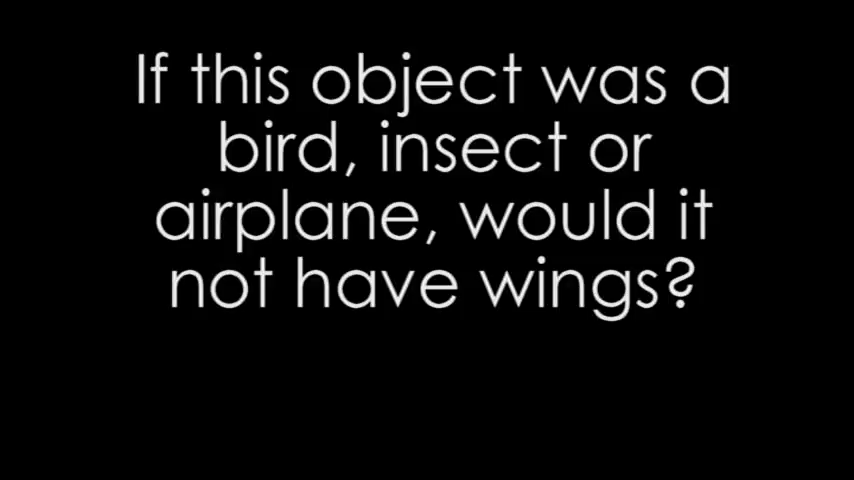 If this object was a
bird, insect or
airplane, would it
not have wings?